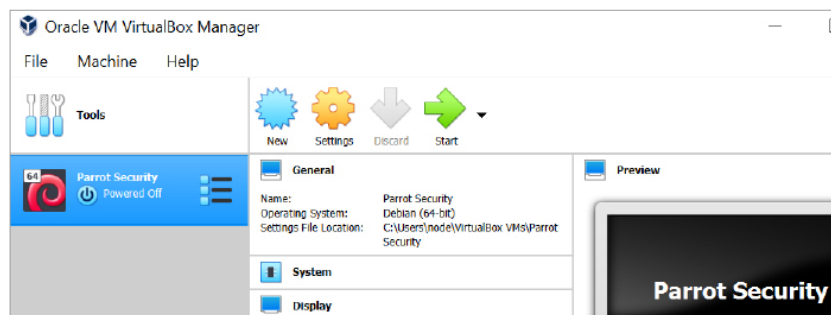 Oracle VM VirtualBox Manager
File Machine Help
Tools
New Settings Discard Start
64
Parrot Security
Powered Off
General
Name: Parrot Security
Operating System: Debian (64-bit)
Settings File Location: C:\Users\node\VirtualBox VMs\Parrot
Security
System
Display
Preview
Parrot Security